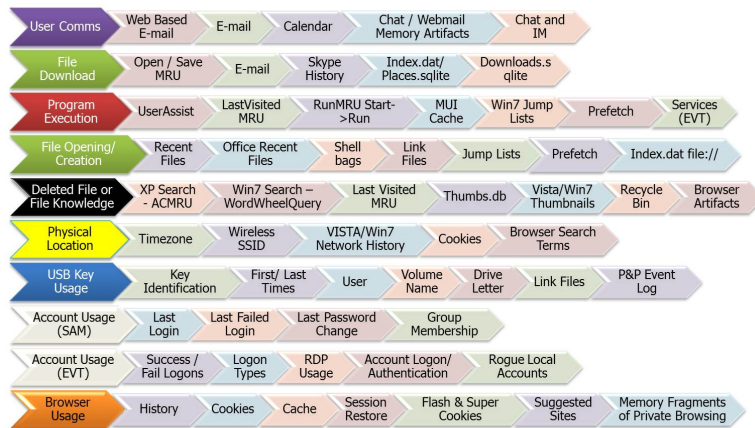 User Comms
Web Based
E-mail
E-mail
Calendar
Chat / Webmail
Memory Artifacts
Chat and
IM
File
Download
Open / Save
MRU
E-mail
Skype
History
Index.dat/
Places.sqlite
Downloads.s
qlite
Program
Execution
UserAssist
LastVisited
MRU
RunMRU Start-
>Run
MUI
Cache
Win7 Jump
Lists
Prefetch
Services
(EVT)
File Opening/
Creation
Recent
Files
Office Recent
Files
Shell
bags
Link
Files
Jump Lists
Prefetch
Index.dat file://
Deleted File or
File Knowledge
XP Search
- ACMRU
Win7 Search –
WordWheelQuery
Last Visited
MRU
Thumbs.db
Vista/Win7
Thumbnails
Recycle
Bin
Browser
Artifacts
Physical
Location
Timezone
Wireless
SSID
VISTA/Win7
Network History
Cookies
Browser Search
Terms
USB Key
Usage
Key
Identification
First/ Last
Times
User
Volume
Name
Drive
Letter
Link Files
P&P Event
Log
Account Usage
(SAM)
Last
Login
Last Failed
Login
Last Password
Change
Group
Membership
Account Usage
(EVT)
Success /
Fail Logons
Logon
Types
RDP
Usage
Account Logon/
Authentication
Rogue Local
Accounts
Browser
Usage
History
Cookies
Cache
Session
Restore
Flash & Super
Cookies
Suggested
Sites
Memory Fragments
of Private Browsing